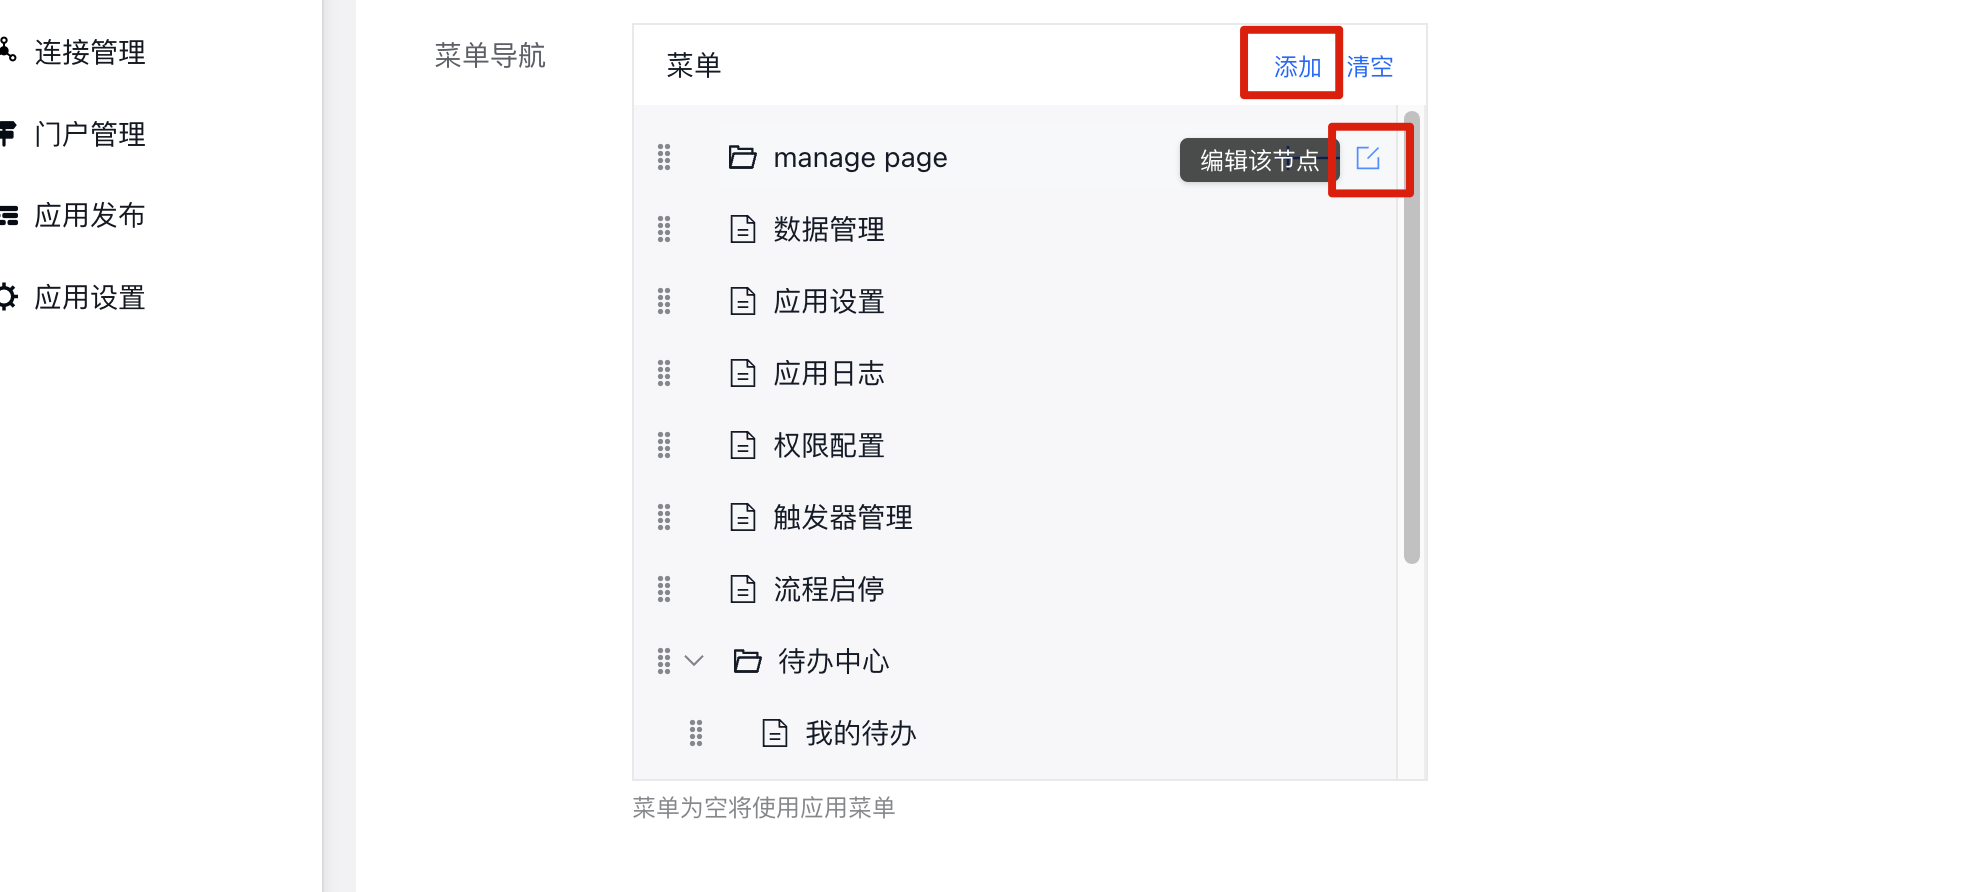 连接管理
门户管理
应用发布
应用设置
菜单导航
菜单
添加
清空
manage page
编辑该节点
数据管理
应用设置
应用日志
权限配置
触发器管理
流程启停
待办中心
我的待办
菜单为空将使用应用菜单